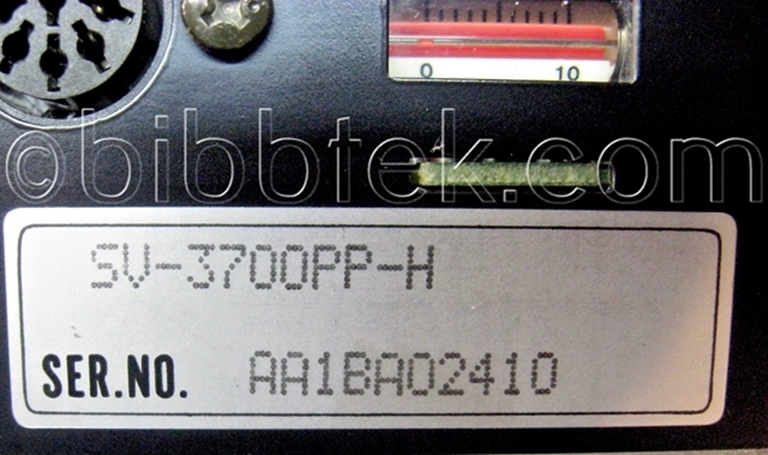 0 10
©bibbtek.com
SV-3700PP-H
SER.NO. AA1BA02410